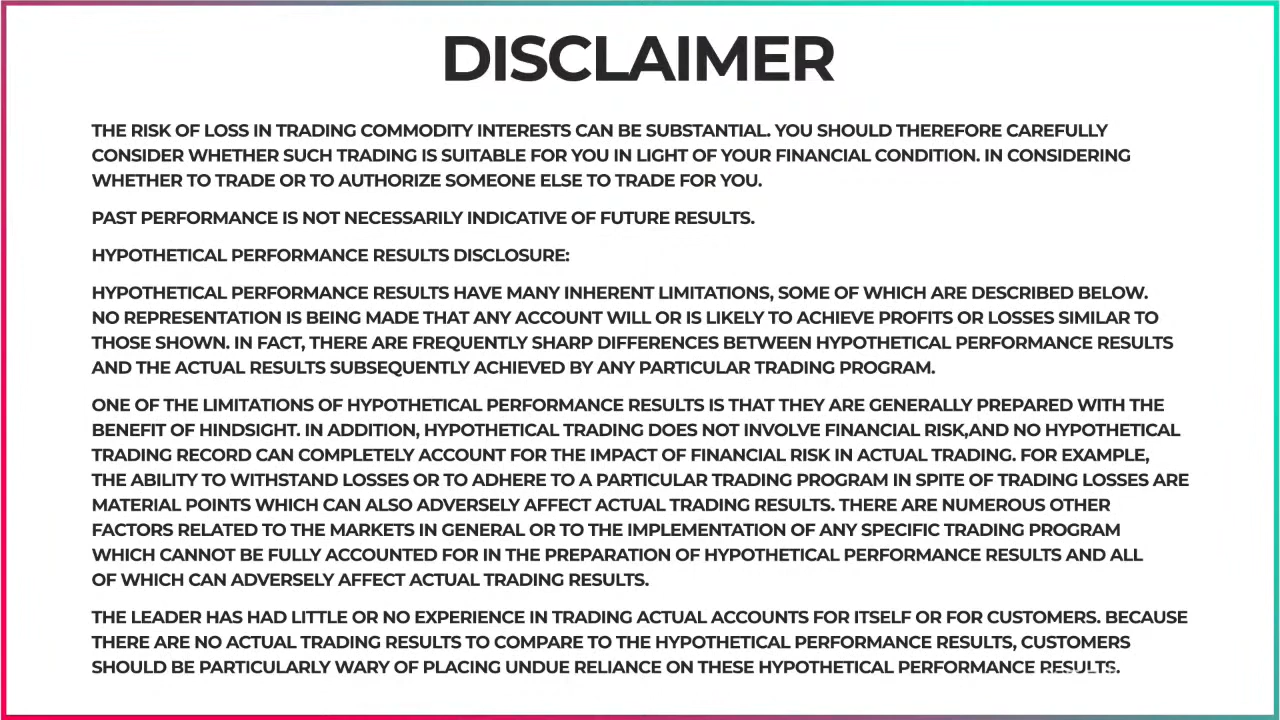 DISCLAIMER
THE RISK OF LOSS IN TRADING COMMODITY INTERESTS CAN BE SUBSTANTIAL. YOU SHOULD THEREFORE CAREFULLY
CONSIDER WHETHER SUCH TRADING IS SUITABLE FOR YOU IN LIGHT OF YOUR FINANCIAL CONDITION. IN CONSIDERING
WHETHER TO TRADE OR TO AUTHORIZE SOMEONE ELSE TO TRADE FOR YOU.
PAST PERFORMANCE IS NOT NECESSARILY INDICATIVE OF FUTURE RESULTS.
HYPOTHETICAL PERFORMANCE RESULTS DISCLOSURE:
HYPOTHETICAL PERFORMANCE RESULTS HAVE MANY INHERENT LIMITATIONS, SOME OF WHICH ARE DESCRIBED BELOW.
NO REPRESENTATION IS BEING MADE THAT ANY ACCOUNT WILL OR IS LIKELY TO ACHIEVE PROFITS OR LOSSES SIMILAR TO
THOSE SHOWN. IN FACT, THERE ARE FREQUENTLY SHARP DIFFERENCES BETWEEN HYPOTHETICAL PERFORMANCE RESULTS
AND THE ACTUAL RESULTS SUBSEQUENTLY ACHIEVED BY ANY PARTICULAR TRADING PROGRAM.
ONE OF THE LIMITATIONS OF HYPOTHETICAL PERFORMANCE RESULTS IS THAT THEY ARE GENERALLY PREPARED WITH THE
BENEFIT OF HINDSIGHT. IN ADDITION, HYPOTHETICAL TRADING DOES NOT INVOLVE FINANCIAL RISK,AND NO HYPOTHETICAL
TRADING RECORD CAN COMPLETELY ACCOUNT FOR THE IMPACT OF FINANCIAL RISK IN ACTUAL TRADING. FOR EXAMPLE,
THE ABILITY TO WITHSTAND LOSSES OR TO ADHERE TO A PARTICULAR TRADING PROGRAM IN SPITE OF TRADING LOSSES ARE
MATERIAL POINTS WHICH CAN ALSO ADVERSELY AFFECT ACTUAL TRADING RESULTS. THERE ARE NUMEROUS OTHER
FACTORS RELATED TO THE MARKETS IN GENERAL OR TO THE IMPLEMENTATION OF ANY SPECIFIC TRADING PROGRAM
WHICH CANNOT BE FULLY ACCOUNTED FOR IN THE PREPARATION OF HYPOTHETICAL PERFORMANCE RESULTS AND ALL
OF WHICH CAN ADVERSELY AFFECT ACTUAL TRADING RESULTS.
THE LEADER HAS HAD LITTLE OR NO EXPERIENCE IN TRADING ACTUAL ACCOUNTS FOR ITSELF OR FOR CUSTOMERS. BECAUSE
THERE ARE NO ACTUAL TRADING RESULTS TO COMPARE TO THE HYPOTHETICAL PERFORMANCE RESULTS, CUSTOMERS
SHOULD BE PARTICULARLY WARY OF PLACING UNDUE RELIANCE ON THESE HYPOTHETICAL PERFORMANCE RESULTS.